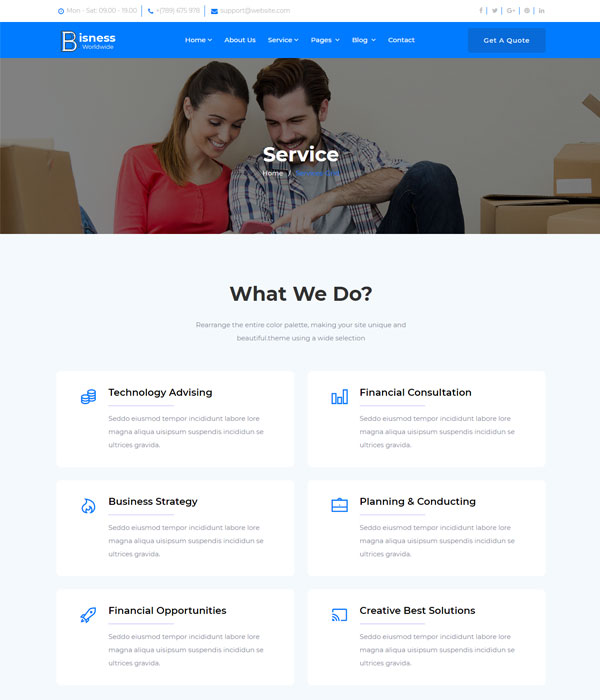 Mon - Sat: 09.00 - 19.00
+(789) 675 978
support@website.com
Bisness
Worldwide
Home
About Us
Service
Pages
Blog
Contact
Get A Quote
Service
Home /
What We Do?
Rearrange the entire color palette, making your site unique and
beautiful.theme using a wide selection
Technology Advising
Seddo eiusmod tempor incididunt labore lore
magna aliqua uisipsum suspendis incididun se
ultrices gravida.
Financial Consultation
Seddo eiusmod tempor incididunt labore lore
magna aliqua uisipsum suspendis incididun se
ultrices gravida.
Business Strategy
Seddo eiusmod tempor incididunt labore lore
magna aliqua uisipsum suspendis incididun se
ultrices gravida.
Planning & Conducting
Seddo eiusmod tempor incididunt labore lore
magna aliqua uisipsum suspendis incididun se
ultrices gravida.
Financial Opportunities
Seddo eiusmod tempor incididunt labore lore
magna aliqua uisipsum suspendis incididun se
ultrices gravida.
Creative Best Solutions
Seddo eiusmod tempor incididunt labore lore
magna aliqua uisipsum suspendis incididun se
ultrices gravida.